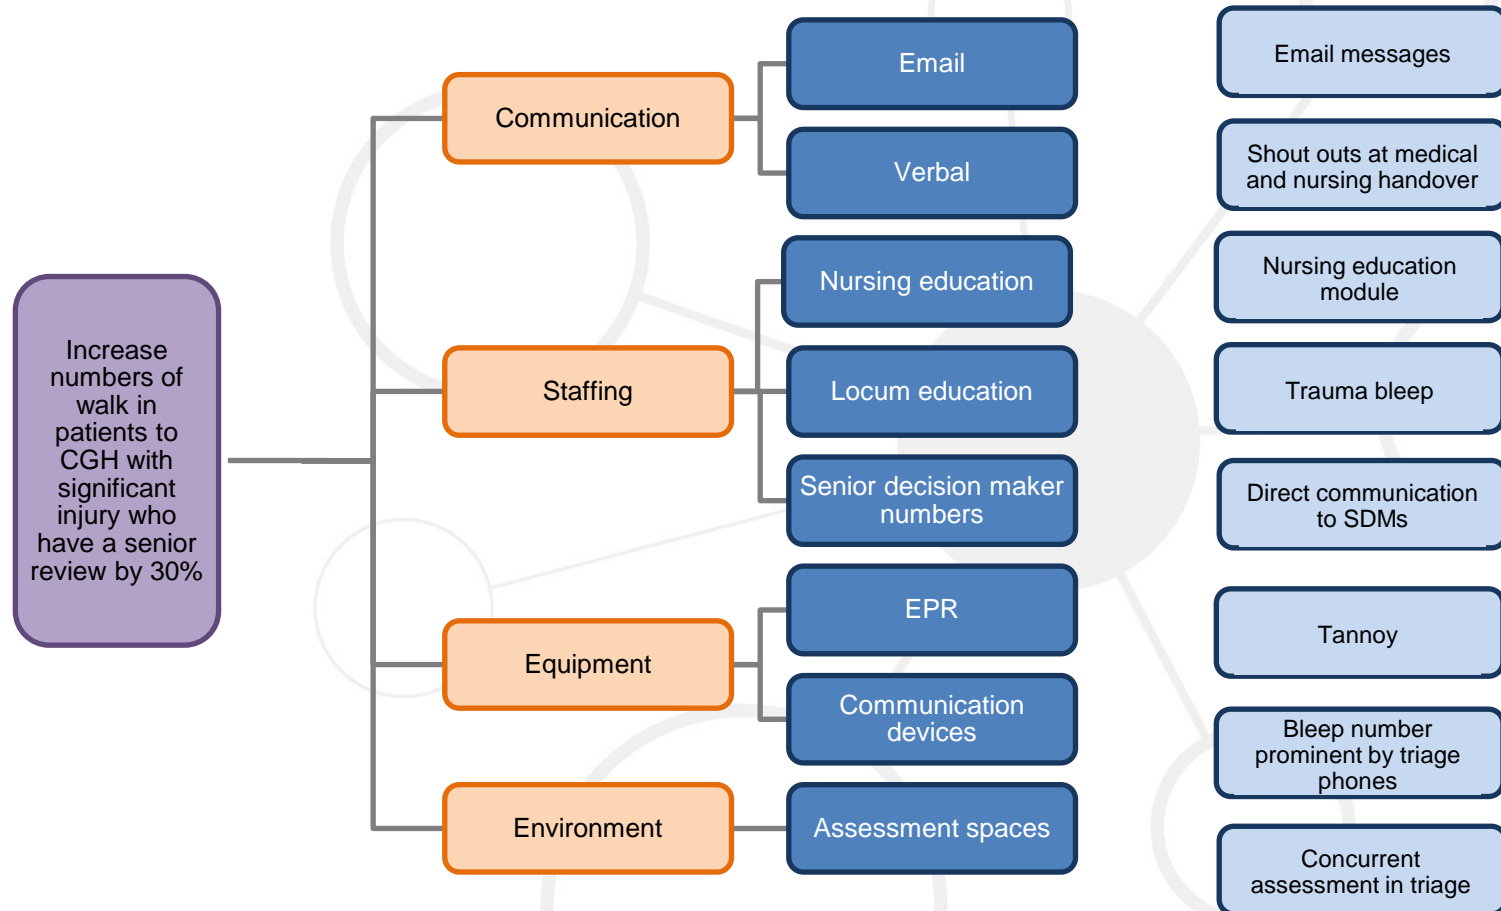 Increase
numbers of
walk in
patients to
CGH with
significant
injury who
have a senior
review by 30%
Communication
Staffing
Equipment
Environment
Email
Verbal
Nursing education
Locum education
Senior decision maker
numbers
EPR
Communication
devices
Assessment spaces
Email messages
Shout outs at medical
and nursing handover
Nursing education
module
Trauma bleep
Direct communication
to SDMs
Tannoy
Bleep number
prominent by triage
phones
Concurrent
assessment in triage